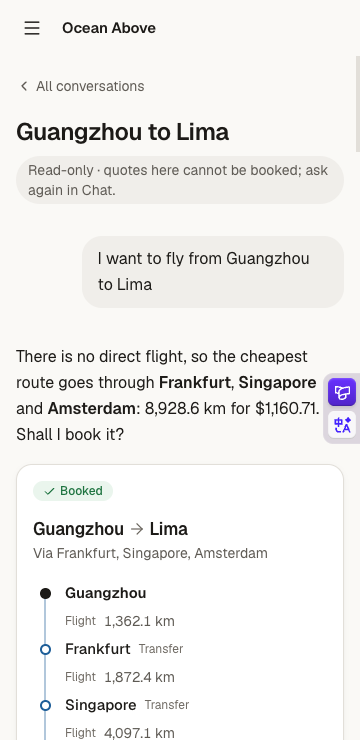 Ocean Above
All conversations
Guangzhou to Lima
Read-only · quotes here cannot be booked; ask
again in Chat.
I want to fly from Guangzhou
to Lima
There is no direct flight, so the cheapest
route goes through Frankfurt, Singapore
and Amsterdam: 8,928.6 km for $1,160.71.
Shall I book it?
Booked
Guangzhou → Lima
Via Frankfurt, Singapore, Amsterdam
Guangzhou
Flight 1,362.1 km
Frankfurt Transfer
Flight 1,872.4 km
Singapore Transfer
Flight 4,097.1 km